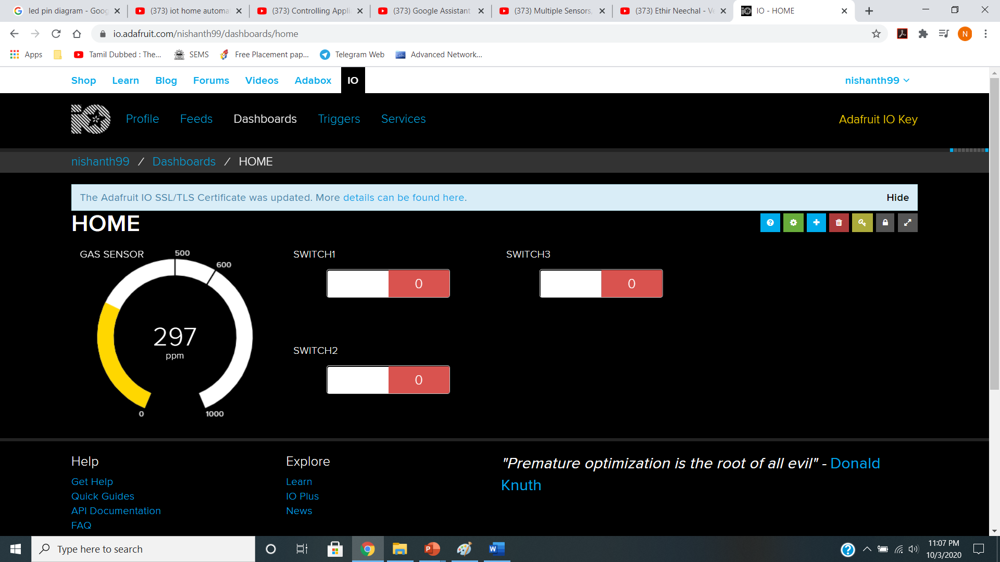 led pin diagram - Goog
(373) iot home automa
(373) Controlling Appli
(373) Google Assistant
(373) Multiple Sensors,
(373) Ethir Neechal - Ve
IO - HOME
io.adafruit.com/nishanth99/dashboards/home
N
Apps
Tamil Dubbed : The...
SEMS
Free Placement pap...
Telegram Web
Labs
Advanced Network...
Shop Learn Blog Forums Videos Adabox IO
nishanth99
Profile Feeds Dashboards Triggers Services
Adafruit IO Key
nishanth99 / Dashboards / HOME
The Adafruit IO SSL/TLS Certificate was updated. More details can be found here.
Hide
HOME
GAS SENSOR
500
600
297
ppm
0
1000
SWITCH1
0
SWITCH2
0
SWITCH3
0
Help
Get Help
Quick Guides
API Documentation
FAQ
Explore
Learn
IO Plus
News
"Premature optimization is the root of all evil" - Donald
Knuth
Type here to search
11:07 PM
10/3/2020